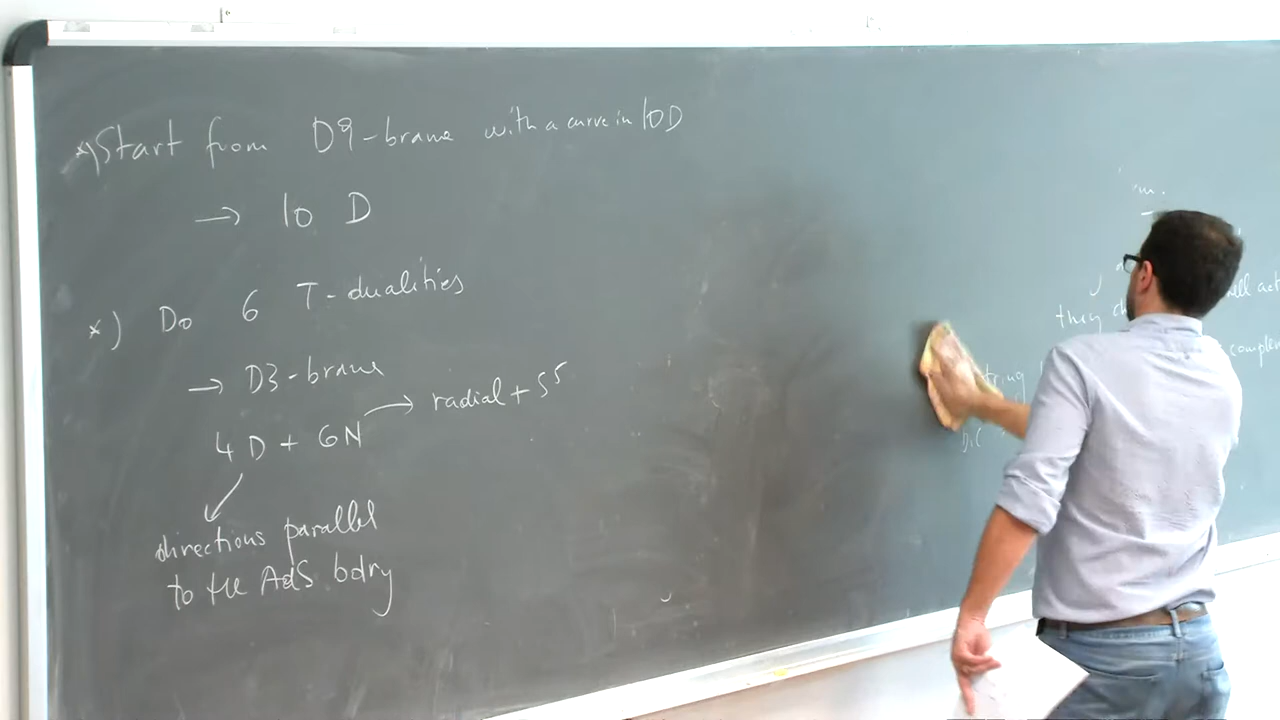 *) Start from D9-brane with a curve in 10D
→ 10 D
*) Do 6 T-dualities
→ D3-brane
4 D + 6N → radial + S⁵
directions parallel
to the AdS bdry
they